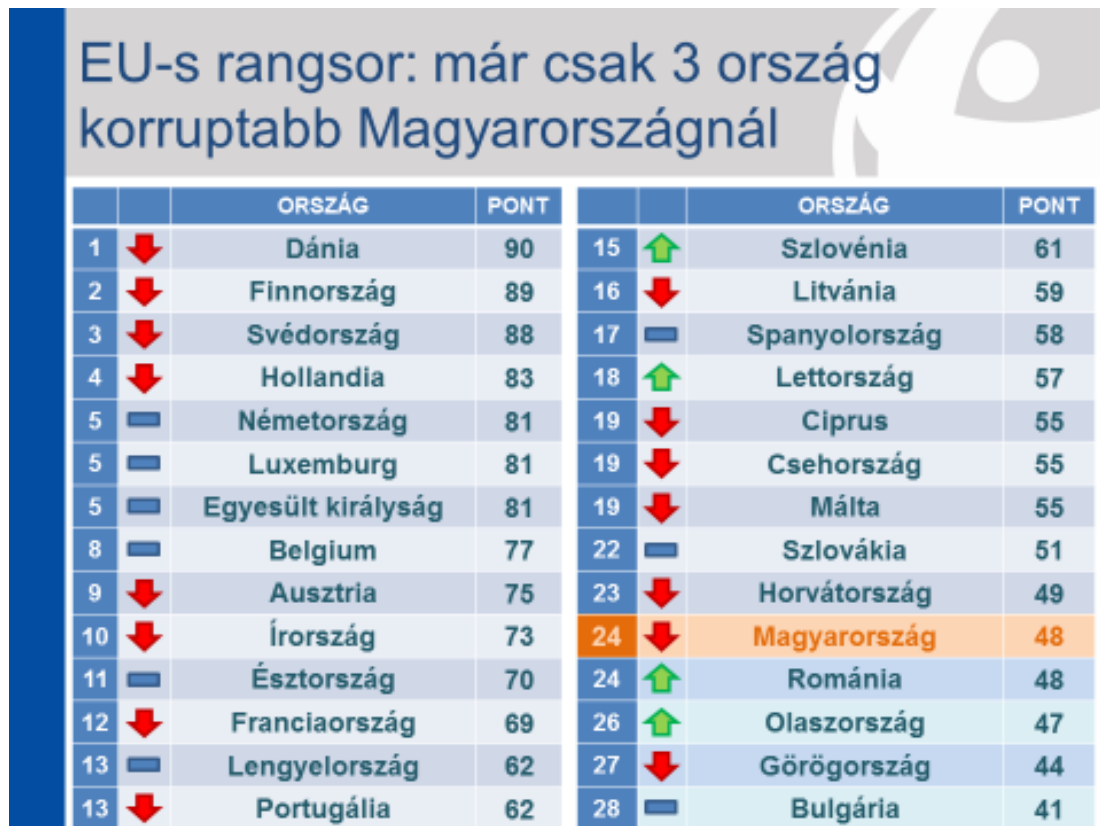 EU-s rangsor: már csak 3 ország
korruptabb Magyarországnál
ORSZÁG PONT
1 Dánia 90
2 Finnország 89
3 Svédország 88
4 Hollandia 83
5 Németország 81
5 Luxemburg 81
5 Egyesült királyság 81
8 Belgium 77
9 Ausztria 75
10 Írország 73
11 Észtország 70
12 Franciaország 69
13 Lengyelország 62
13 Portugália 62
ORSZÁG PONT
15 Szlovénia 61
16 Litvánia 59
17 Spanyolország 58
18 Lettország 57
19 Ciprus 55
19 Csehország 55
19 Málta 55
22 Szlovákia 51
23 Horvátország 49
24 Magyarország 48
24 Románia 48
26 Olaszország 47
27 Görögország 44
28 Bulgária 41